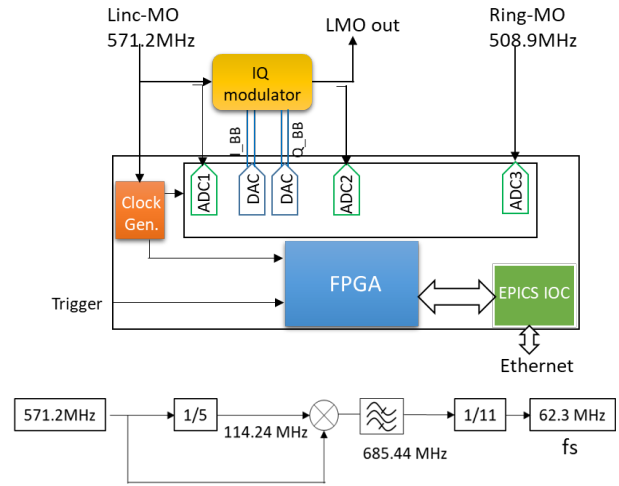 Linc-MO
571.2MHz
LMO out
Ring-MO
508.9MHz
IQ
modulator
I_BB
Q_BB
Clock
Gen.
ADC1
DAC
DAC
ADC2
ADC3
FPGA
EPICS IOC
Trigger
Ethernet
571.2MHz
1/5
114.24 MHz
685.44 MHz
1/11
62.3 MHz
fs